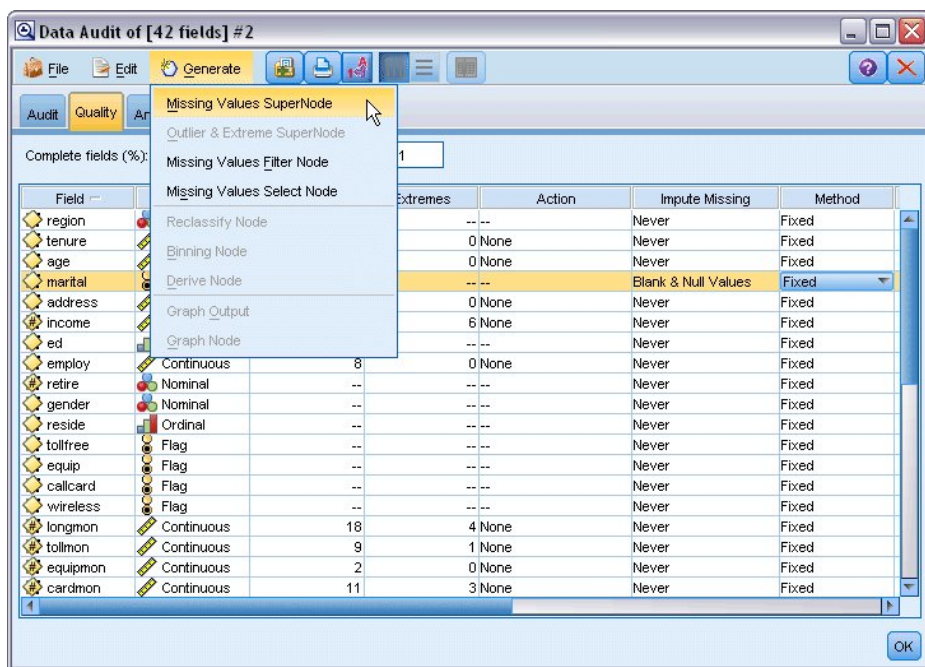 Data Audit of [42 fields] #2
File Edit Generate
Audit Quality An
Missing Values SuperNode
Outlier & Extreme SuperNode
Missing Values Filter Node
Missing Values Select Node
Reclassify Node
Binning Node
Derive Node
Graph Output
Graph Node
Complete fields (%): 1
Field Extremes Action Impute Missing Method
region -- -- Never Fixed
tenure 0 None Never Fixed
age 0 None Never Fixed
marital -- -- Blank & Null Values Fixed
address 0 None Never Fixed
income 6 None Never Fixed
ed -- -- Never Fixed
employ Continuous 8 0 None Never Fixed
retire Nominal -- -- -- Never Fixed
gender Nominal -- -- -- Never Fixed
reside Ordinal -- -- -- Never Fixed
tollfree Flag -- -- -- Never Fixed
equip Flag -- -- -- Never Fixed
callcard Flag -- -- -- Never Fixed
wireless Flag -- -- -- Never Fixed
longmon Continuous 18 4 None Never Fixed
tollmon Continuous 9 1 None Never Fixed
equipmon Continuous 2 0 None Never Fixed
cardmon Continuous 11 3 None Never Fixed
OK